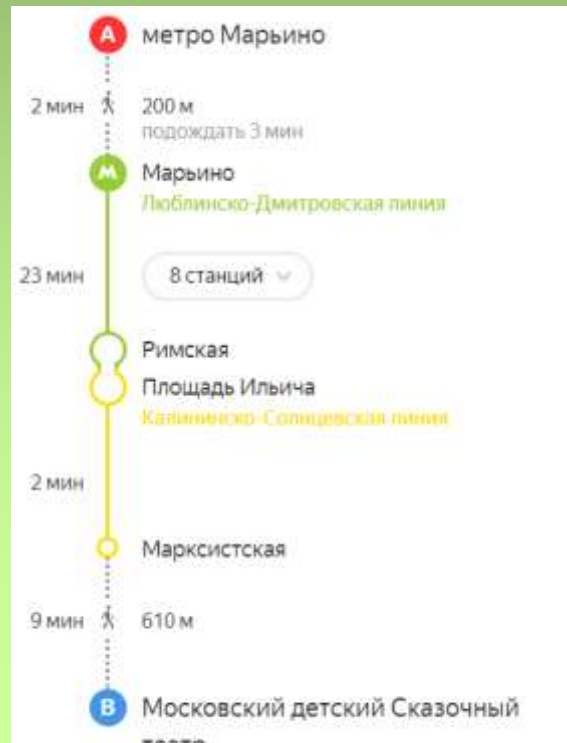 А метро Марьино
2 мин 200 м
подождать 3 мин
М Марьино
Люблинско-Дмитровская линия
23 мин 8 станций
Римская
Площадь Ильича
Калининско-Солнцевская линия
2 мин
Марксистская
9 мин 610 м
В Московский детский Сказочный